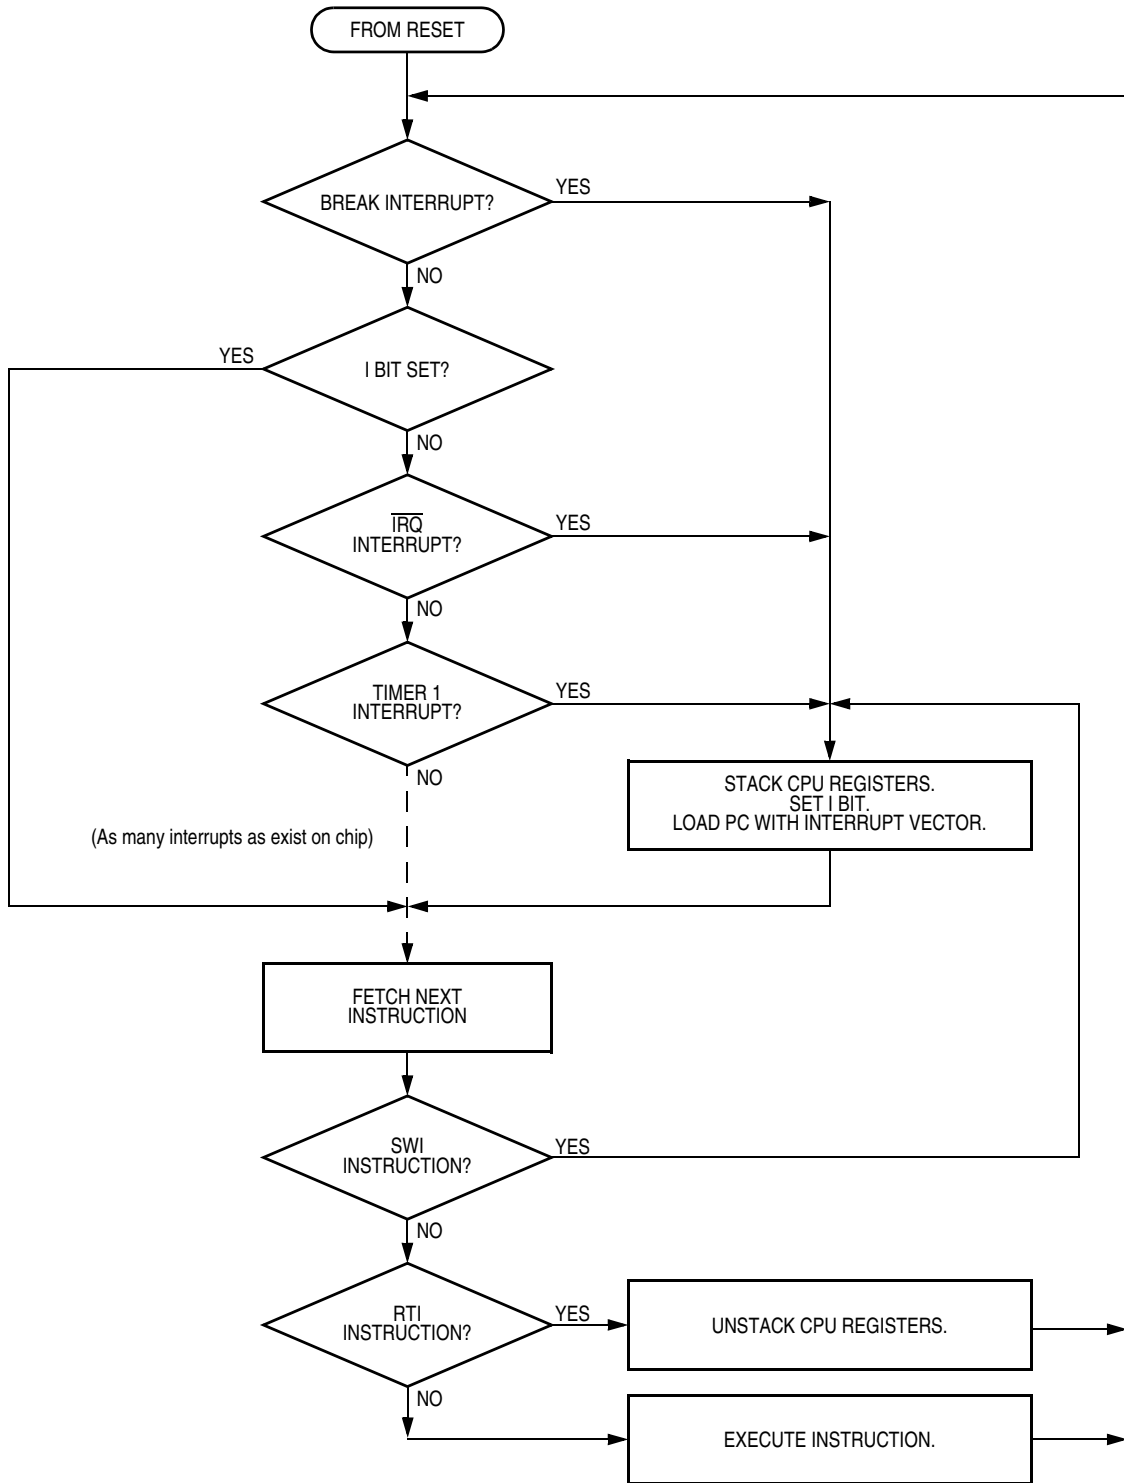 FROM RESET
BREAK INTERRUPT?
YES
NO
YES
I BIT SET?
NO
IRQ
INTERRUPT?
YES
NO
TIMER 1
INTERRUPT?
YES
NO
STACK CPU REGISTERS.
SET I BIT.
LOAD PC WITH INTERRUPT VECTOR.
(As many interrupts as exist on chip)
FETCH NEXT
INSTRUCTION
SWI
INSTRUCTION?
YES
NO
RTI
INSTRUCTION?
YES
UNSTACK CPU REGISTERS.
NO
EXECUTE INSTRUCTION.